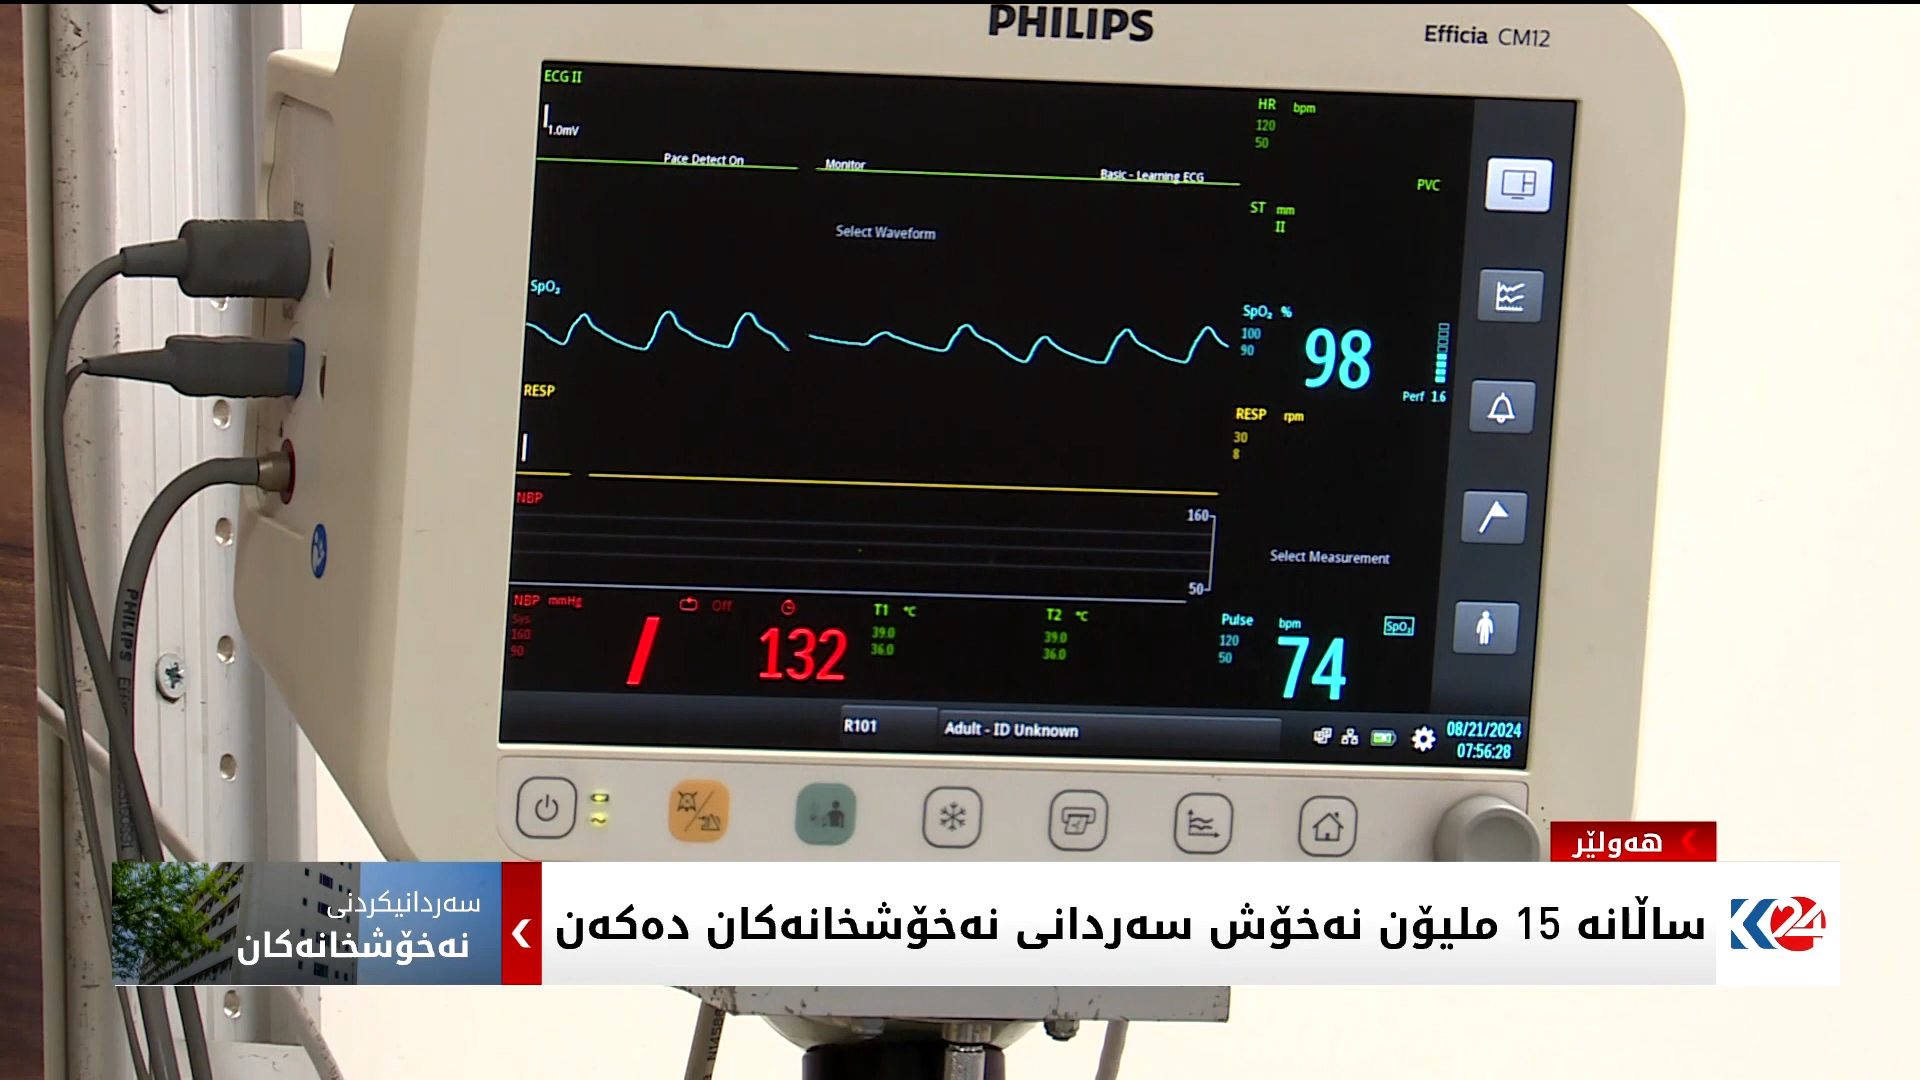 PHILIPS
Efficia CM12
ECG II
1.0mV
Pace Detect On
Monitor
Basic - Learning ECG
HR bpm
120
50
PVC
ST mm
II
Select Waveform
SpO₂
SpO₂ %
100
90
98
Perf 1.6
RESP
RESP rpm
30
8
NBP
160
50
Select Measurement
NBP mmHg
Sys
160
90
/
Off
132
T1 °C
39.0
36.0
T2 °C
39.0
36.0
Pulse bpm
120
50
SpO₂
74
R101
Adult - ID Unknown
08/21/2024
07:56:28
PHILIPS
هەولێر
ساڵانە 15 ملیۆن نەخۆش سەردانی نەخۆشخانەکان دەکەن
سەردانیکردنی
نەخۆشخانەکان
K24